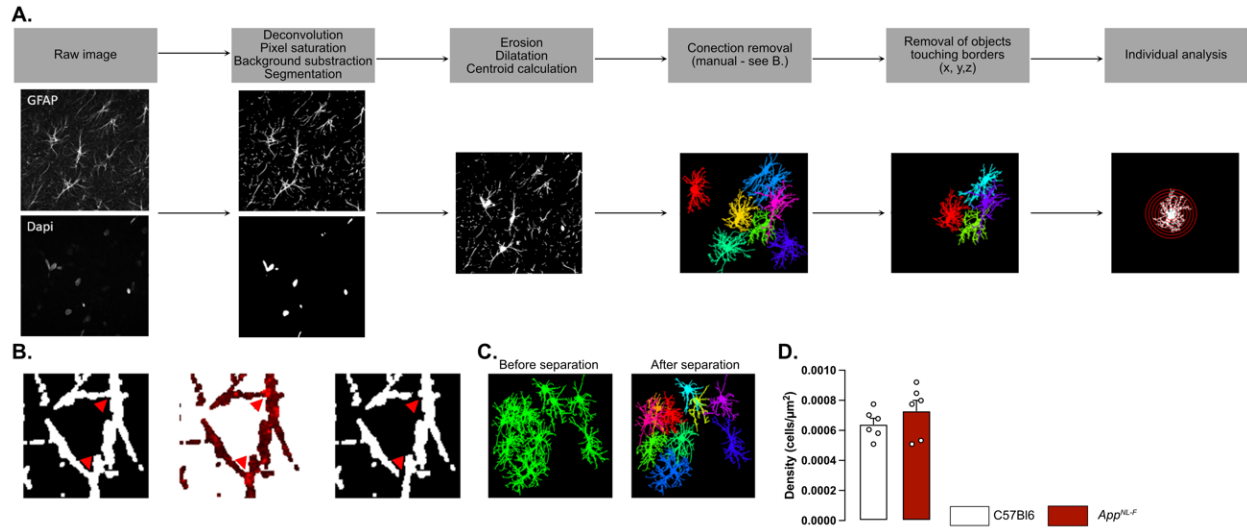 A.
Raw image
Deconvolution
Pixel saturation
Background substraction
Segmentation
Erosion
Dilatation
Centroid calculation
Conection removal
(manual - see B.)
Removal of objects
touching borders
(x, y,z)
Individual analysis
GFAP
Dapi
B.
C.
Before separation
After separation
D.
Density (cells/µm²)
0.0010
0.0008
0.0006
0.0004
0.0002
0.0000
C57Bl6
App^NL-F